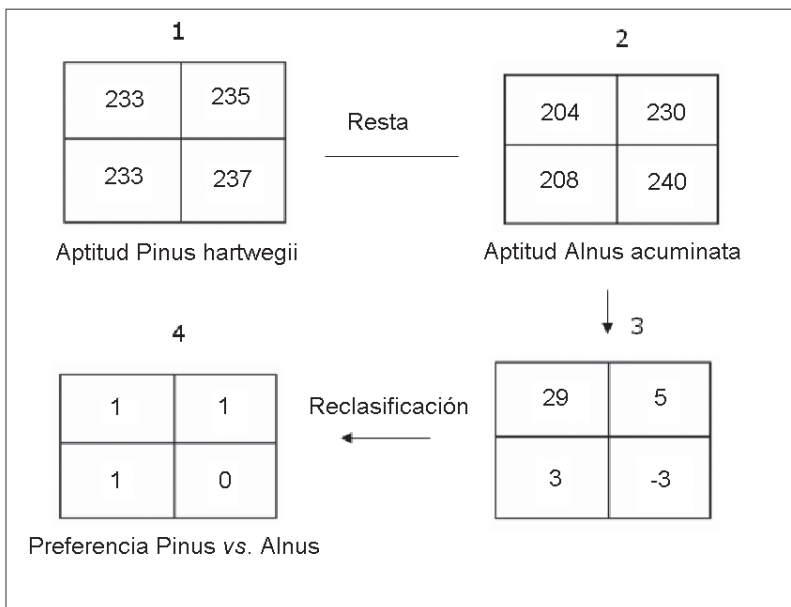 1
233 235
233 237
Aptitud Pinus hartwegii
Resta
2
204 230
208 240
Aptitud Alnus acuminata
3
29 5
3 -3
Reclasificación
4
1 1
1 0
Preferencia Pinus vs. Alnus